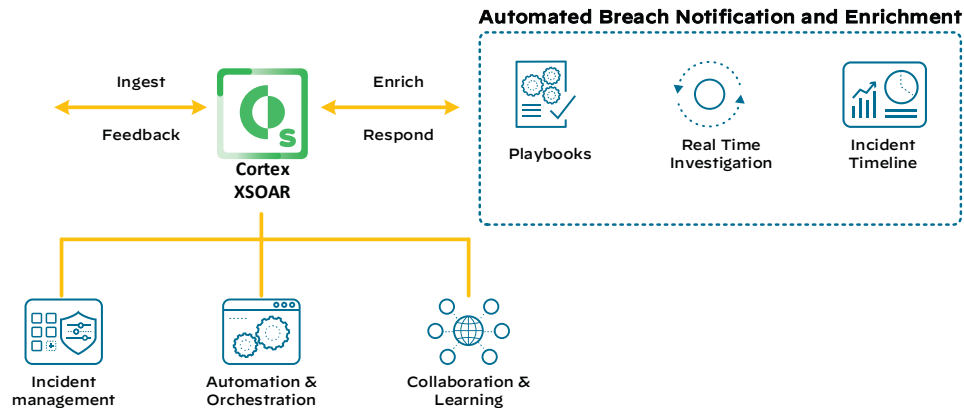 Automated Breach Notification and Enrichment
Ingest
Feedback
S
Cortex
XSOAR
Enrich
Respond
Playbooks
Real Time
Investigation
Incident
Timeline
Incident
management
Automation &
Orchestration
Collaboration &
Learning